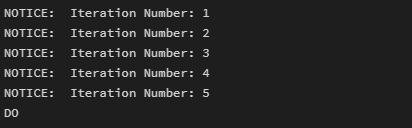 NOTICE:  Iteration Number: 1
NOTICE:  Iteration Number: 2
NOTICE:  Iteration Number: 3
NOTICE:  Iteration Number: 4
NOTICE:  Iteration Number: 5
DO